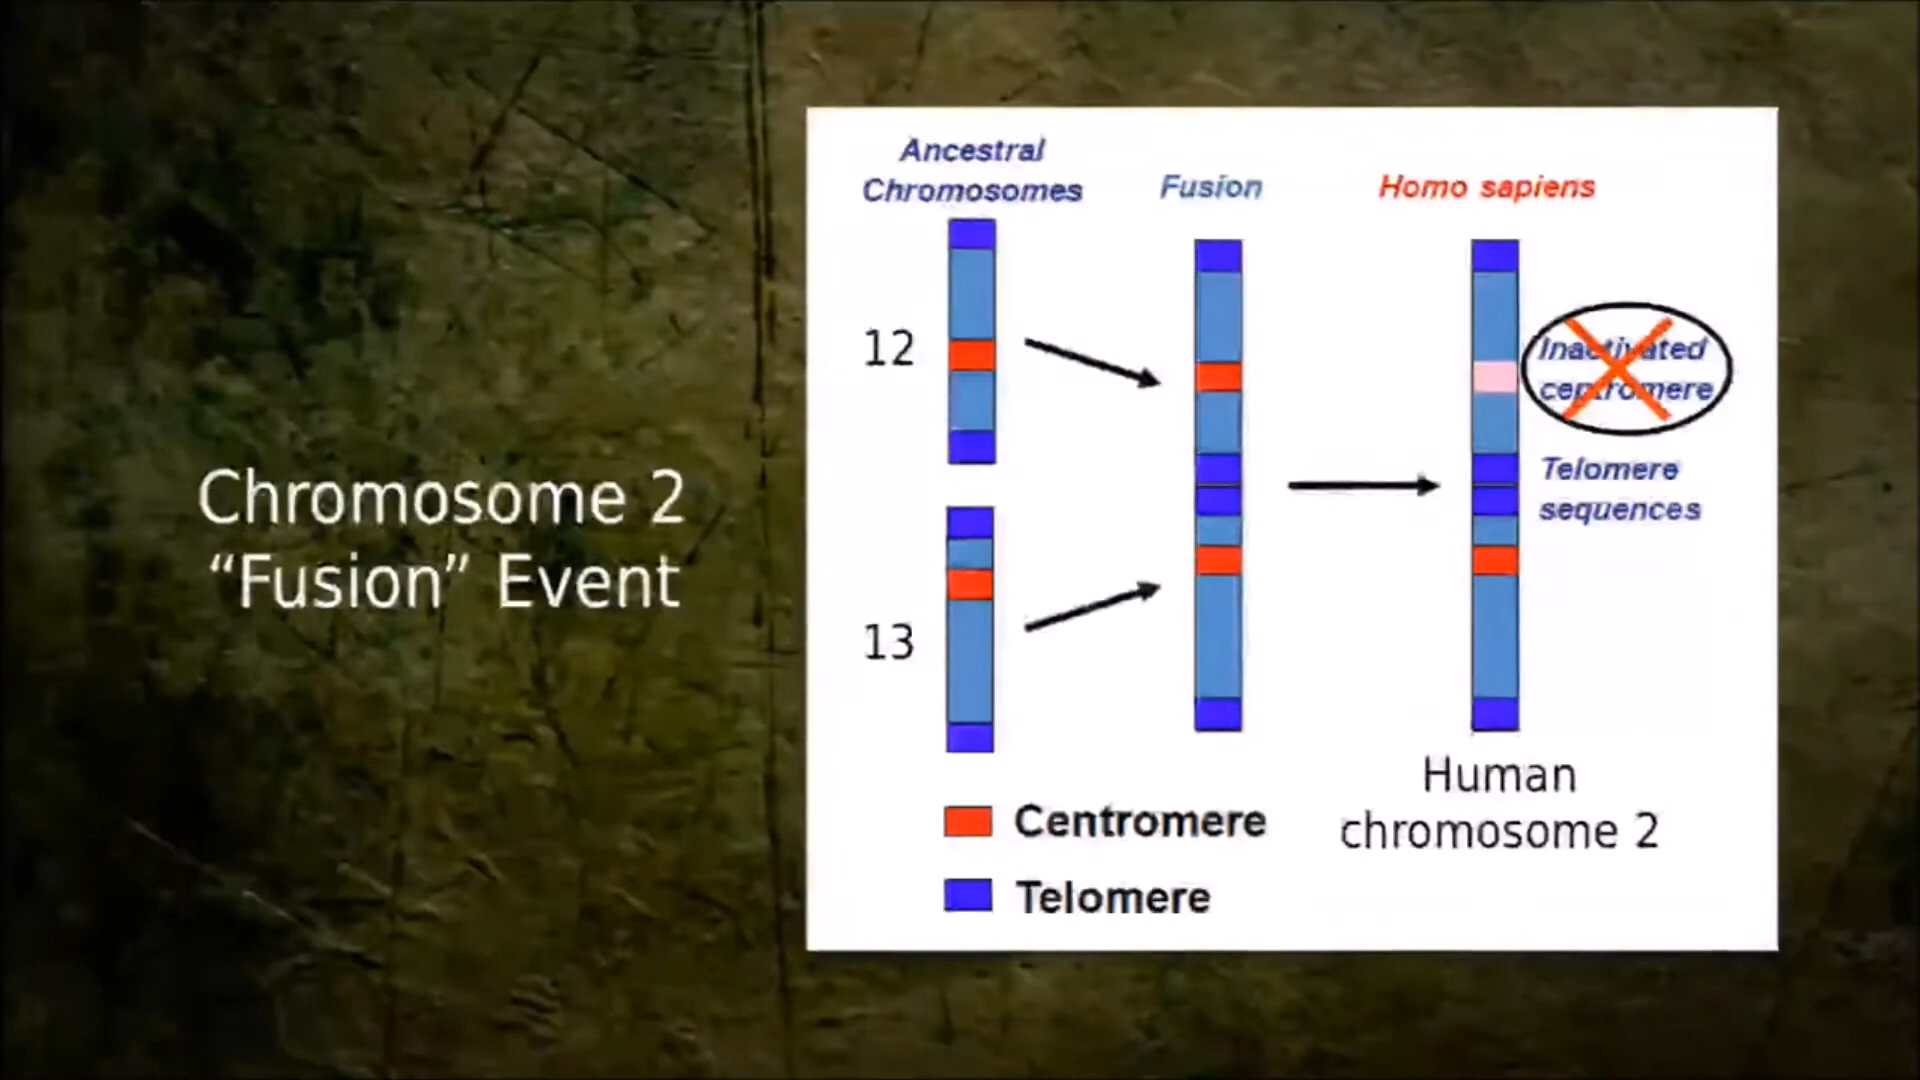 Chromosome 2
“Fusion” Event
Ancestral
Chromosomes
Fusion
Homo sapiens
12
Inactivated
centromere
Telomere
sequences
13
Human
chromosome 2
Centromere
Telomere